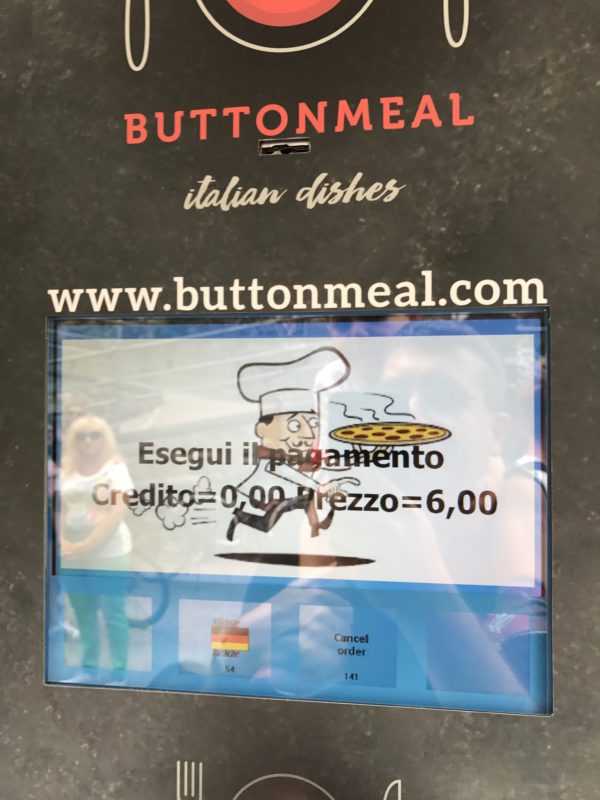 BUTTONMEAL
italian dishes
www.buttonmeal.com
Esegui il pagamento
Credito=0,00 Prezzo=6,00
Cancel
order
54
141